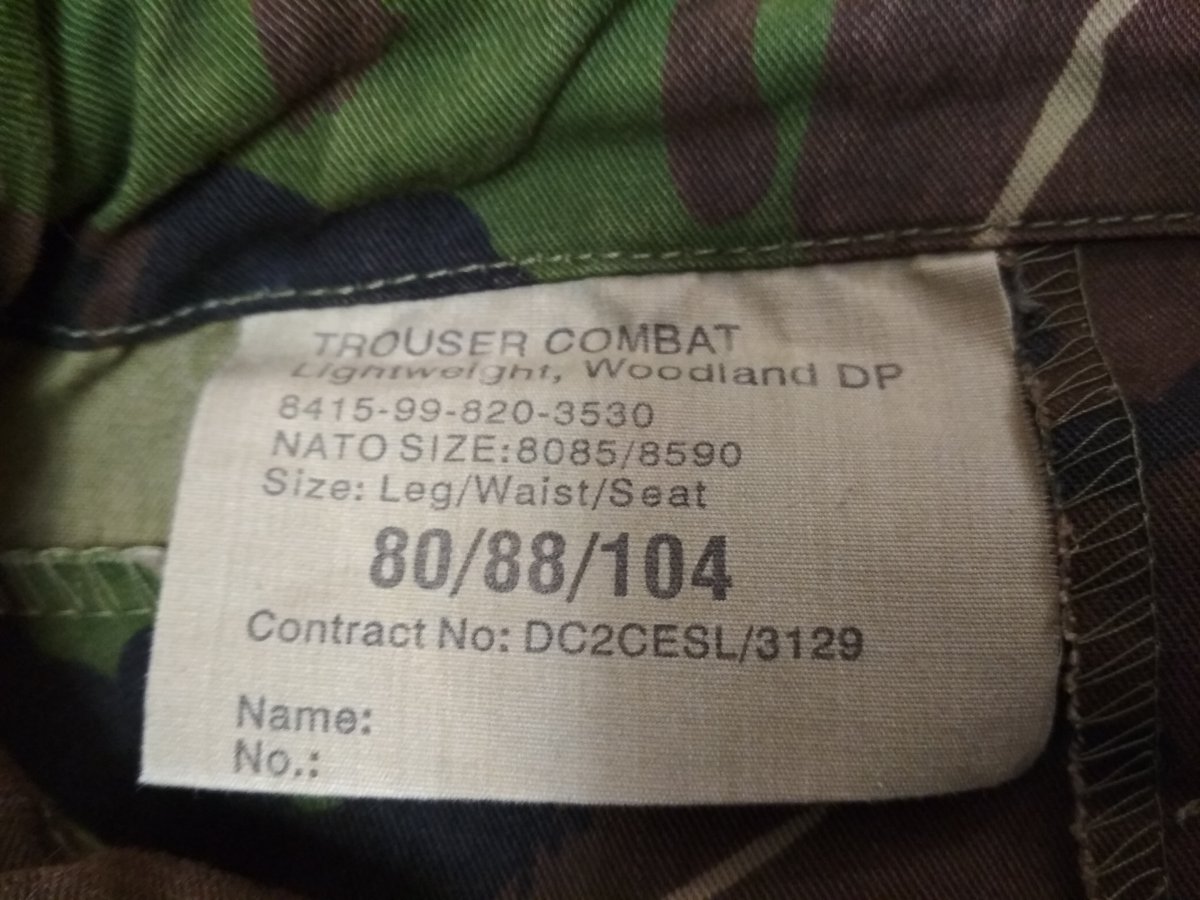 TROUSER COMBAT
Lightweight, Woodland DP
8415-99-820-3530
NATO SIZE:8085/8590
Size: Leg/Waist/Seat
80/88/104
Contract No: DC2CESL/3129
Name:
No.: